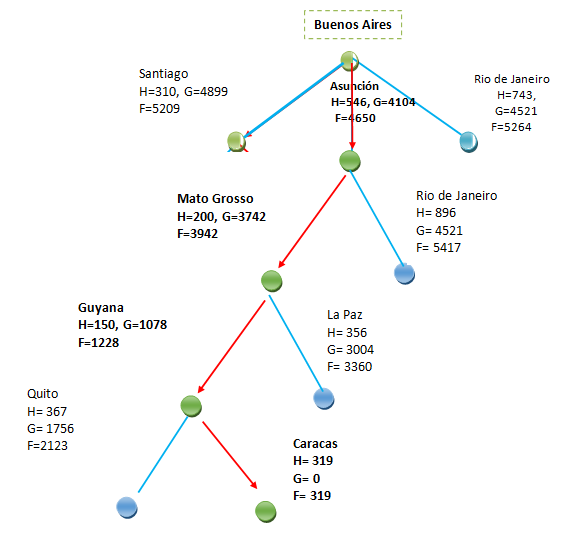 Buenos Aires
Santiago
H=310, G=4899
F=5209
Asunción
H=546, G=4104
F=4650
Rio de Janeiro
H=743,
G=4521
F=5264
Mato Grosso
H=200, G=3742
F=3942
Rio de Janeiro
H= 896
G= 4521
F= 5417
Guyana
H=150, G=1078
F=1228
La Paz
H= 356
G= 3004
F= 3360
Quito
H= 367
G= 1756
F=2123
Caracas
H= 319
G= 0
F= 319